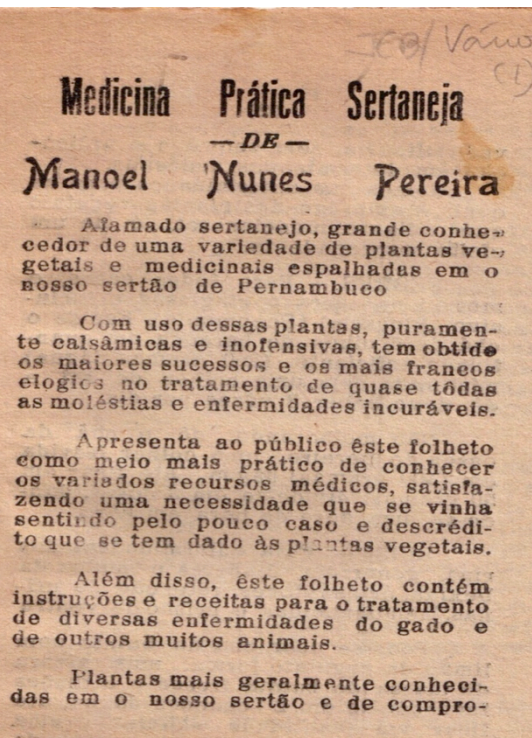 JCB/Vário
(1)
Medicina Prática Sertaneja
— DE —
Manoel Nunes Pereira
Afamado sertanejo, grande conhe-
cedor de uma variedade de plantas ve-
getais e medicinais espalhadas em o
nosso sertão de Pernambuco
Com uso dessas plantas, puramen-
te calsâmicas e inofensivas, tem obtido
os maiores sucessos e os mais francos
elogios no tratamento de quase tôdas
as moléstias e enfermidades incuráveis.
Apresenta ao público êste folheto
como meio mais prático de conhecer
os variados recursos médicos, satisfa-
zendo uma necessidade que se vinha
sentindo pelo pouco caso e descrédi-
to que se tem dado às plantas vegetais.
Além disso, êste folheto contém
instruções e receitas para o tratamento
de diversas enfermidades do gado e
de outros muitos animais.
Plantas mais geralmente conheci-
das em o nosso sertão e de compro-